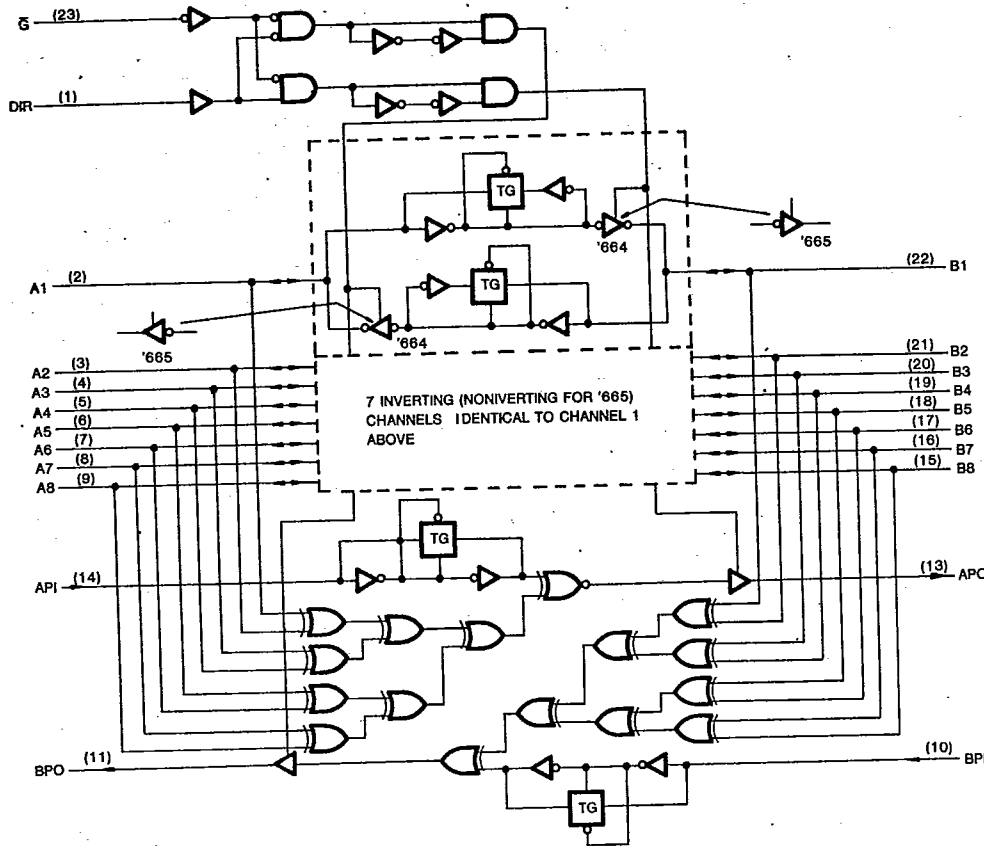 G̅ (23)
DIR (1)
TG
'664
'665
A1 (2)
(22) B1
TG
'665
'664
A2 (3)
A3 (4)
A4 (5)
A5 (6)
A6 (7)
A7 (8)
A8 (9)
7 INVERTING (NONIVERTING FOR '665)
CHANNELS IDENTICAL TO CHANNEL 1
ABOVE
(21) B2
(20) B3
(19) B4
(18) B5
(17) B6
(16) B7
(15) B8
TG
API (14)
(13) APO
BPO (11)
(10) BPI
TG